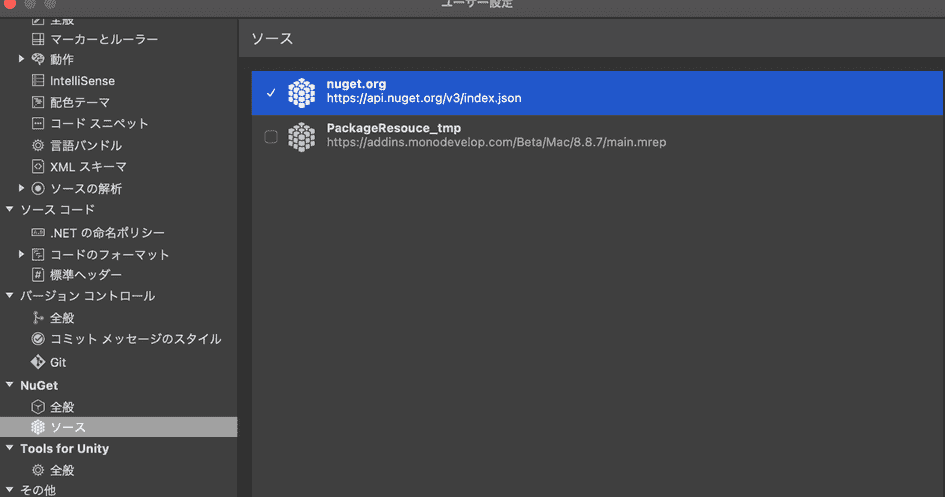 ユーザー設定
全般
マーカーとルーラー
動作
IntelliSense
配色テーマ
コード スニペット
言語バンドル
XML スキーマ
ソースの解析
ソース コード
.NET の命名ポリシー
コードのフォーマット
標準ヘッダー
バージョン コントロール
全般
コミット メッセージのスタイル
Git
NuGet
全般
ソース
Tools for Unity
全般
その他
ソース
nuget.org
https://api.nuget.org/v3/index.json
PackageResouce_tmp
https://addins.monodevelop.com/Beta/Mac/8.8.7/main.mrep